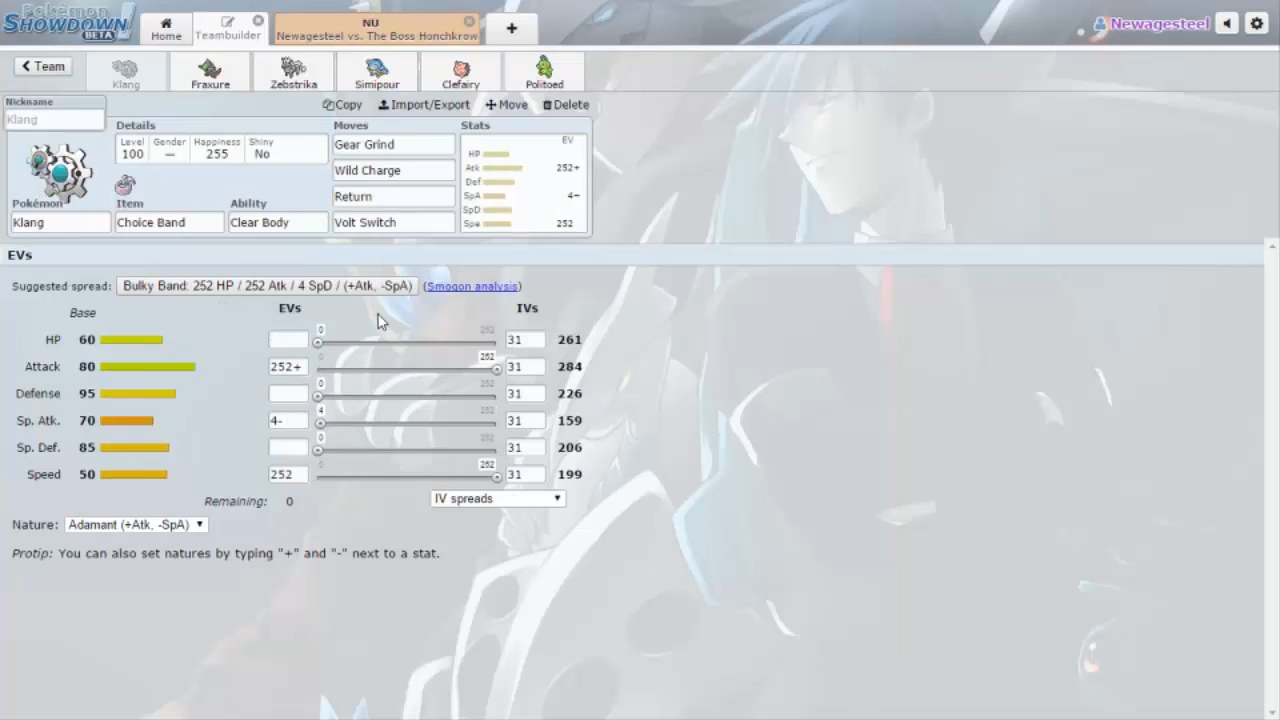 Pokémon
SHOWDOWN
BETA
Home
Teambuilder
NU
Newagesteel vs. The Boss Honchkrow
+
Newagesteel
Team
Klang
Fraxure
Zebstrika
Simipour
Clefairy
Politoed
Nickname
Klang
Copy Import/Export Move Delete
Details
Level Gender Happiness Shiny
100 — 255 No
Pokémon
Klang
Item
Choice Band
Ability
Clear Body
Moves
Gear Grind
Wild Charge
Return
Volt Switch
Stats
EV
HP
Atk 252+
Def
SpA 4−
SpD
Spe 252
EVs
Suggested spread: Bulky Band: 252 HP / 252 Atk / 4 SpD / (+Atk, -SpA) (Smogon analysis)
Base EVs IVs
HP 60 0 252 31 261
Attack 80 252+ 0 252 31 284
Defense 95 0 252 31 226
Sp. Atk. 70 4- 4 252 31 159
Sp. Def. 85 0 252 31 206
Speed 50 252 0 252 31 199
Remaining: 0 IV spreads
Nature: Adamant (+Atk, -SpA)
Protip: You can also set natures by typing "+" and "-" next to a stat.